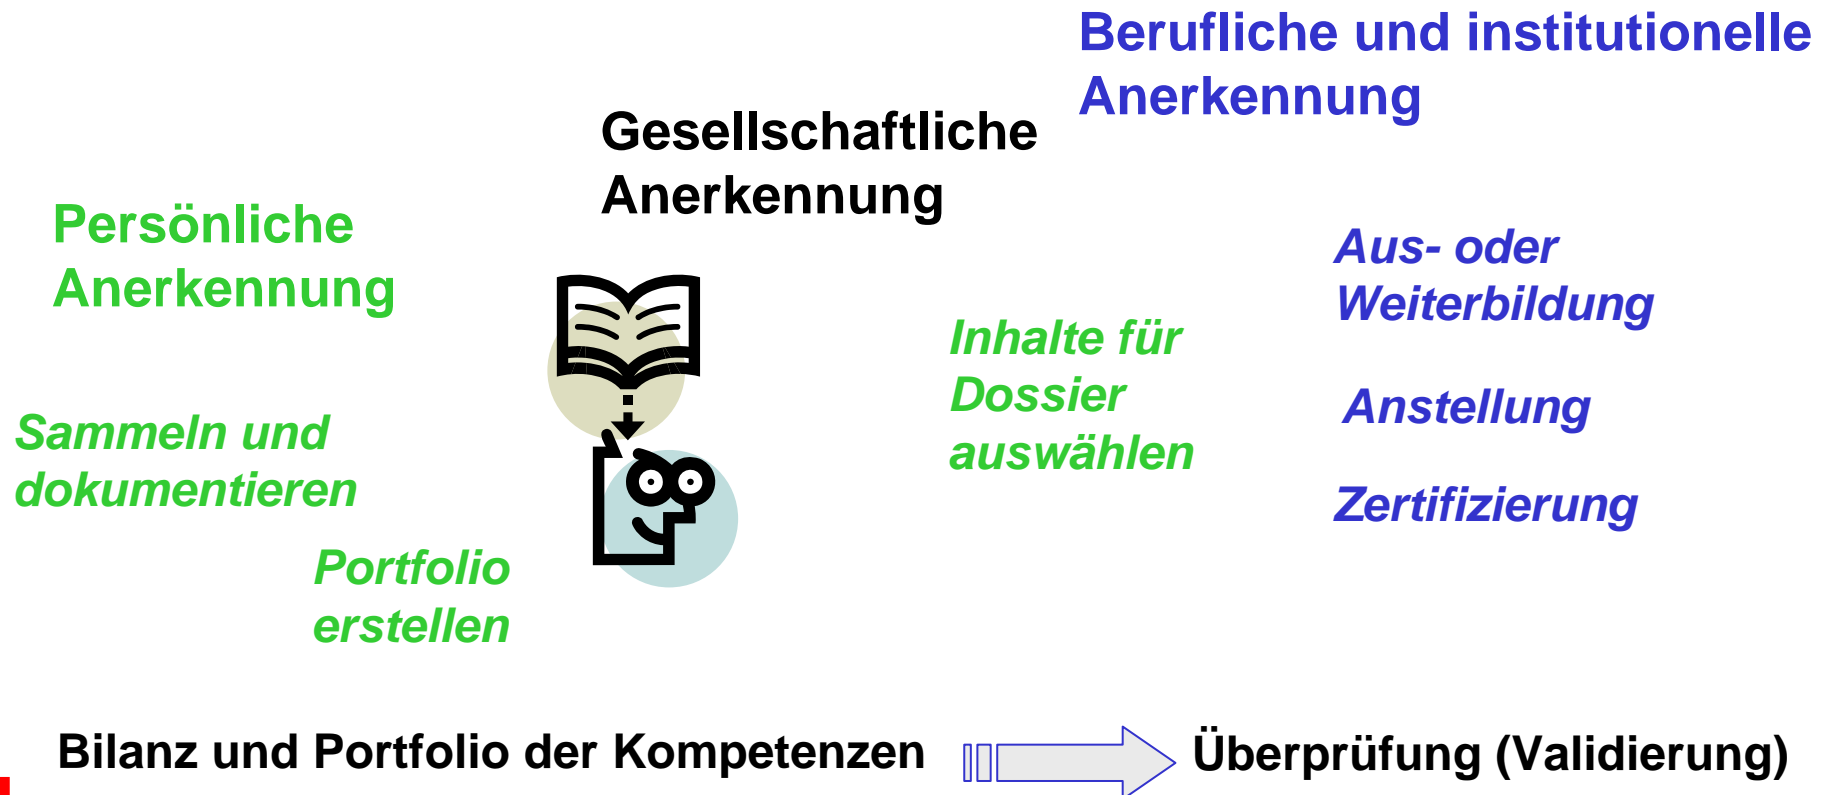 Berufliche und institutionelle
Anerkennung
Gesellschaftliche
Anerkennung
Persönliche
Anerkennung
Aus- oder
Weiterbildung
Inhalte für
Dossier
auswählen
Anstellung
Sammeln und
dokumentieren
Zertifizierung
Portfolio
erstellen
Bilanz und Portfolio der Kompetenzen
Überprüfung (Validierung)